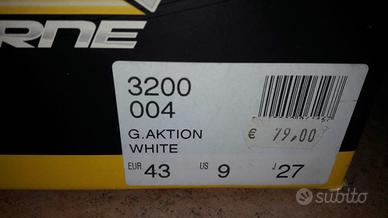 RNE
3200
004
G.AKTION
WHITE
€ 79,00
EUR 43 US 9 J 27
subito